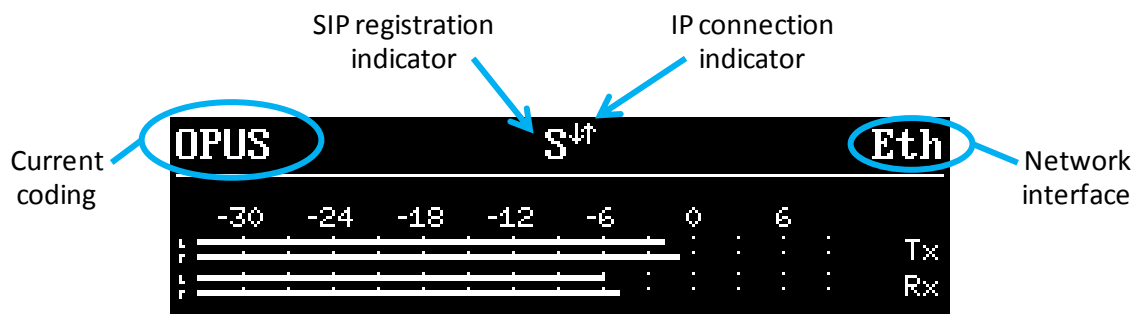 SIP registration
indicator
IP connection
indicator
OPUS S↓↑ Eth
Current
coding
Network
interface
-30 -24 -18 -12 -6 0 6
L
r
Tx
L
r
Rx